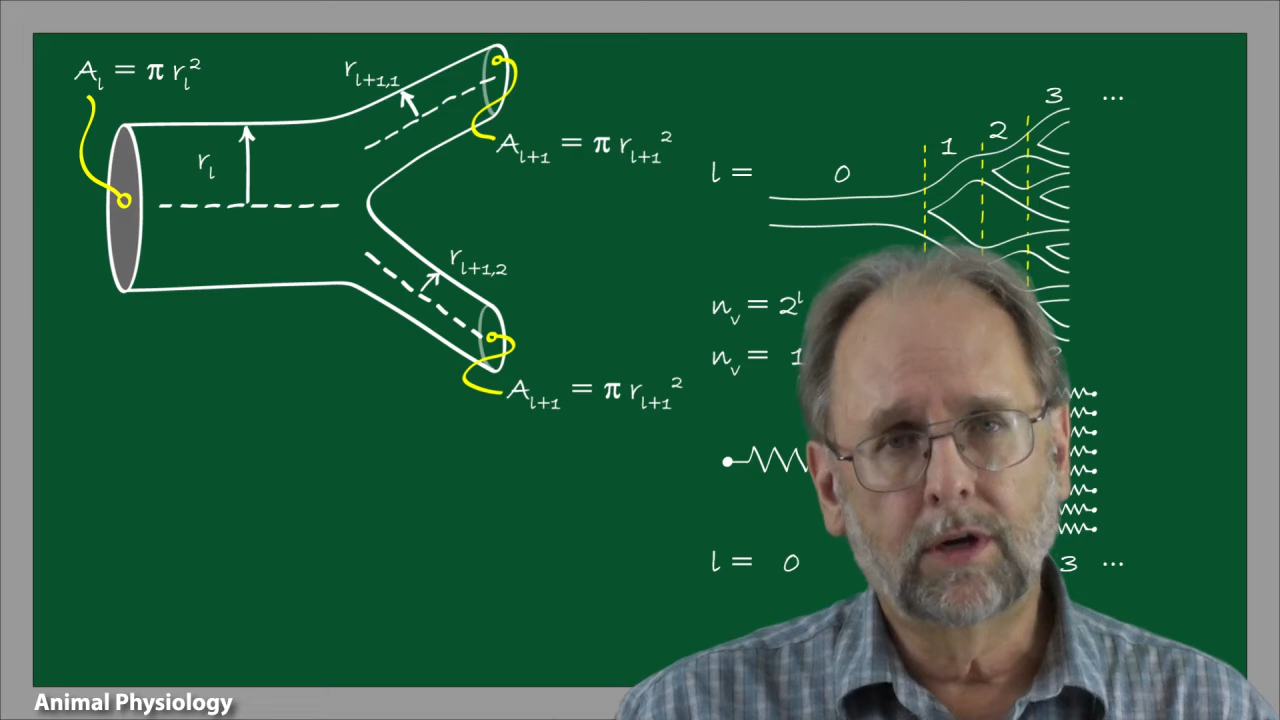 A_l = π r_l²
r_l
r_{l+1,1}
A_{l+1} = π r_{l+1}²
r_{l+1,2}
A_{l+1} = π r_{l+1}²
3 ...
2
1
l = 0
n_v = 2^l
n_v = 1
l = 0 3 ...
Animal Physiology